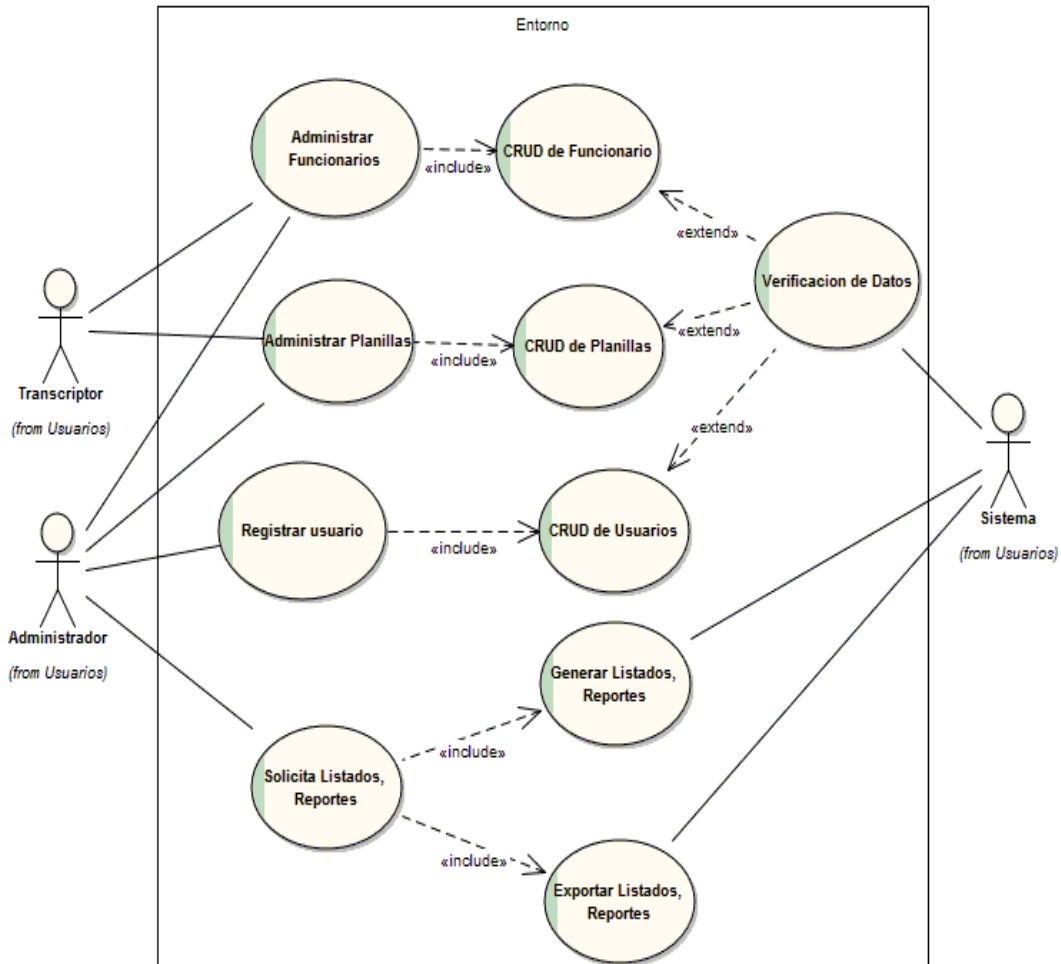 Entorno
Administrar
Funcionarios
«include»
CRUD de Funcionario
«extend»
Verificacion de Datos
Transcriptor
(from Usuarios)
Administrar Planillas
«include»
CRUD de Planillas
«extend»
«extend»
Sistema
(from Usuarios)
Administrador
(from Usuarios)
Registrar usuario
«include»
CRUD de Usuarios
Generar Listados,
Reportes
«include»
Solicita Listados,
Reportes
«include»
Exportar Listados,
Reportes